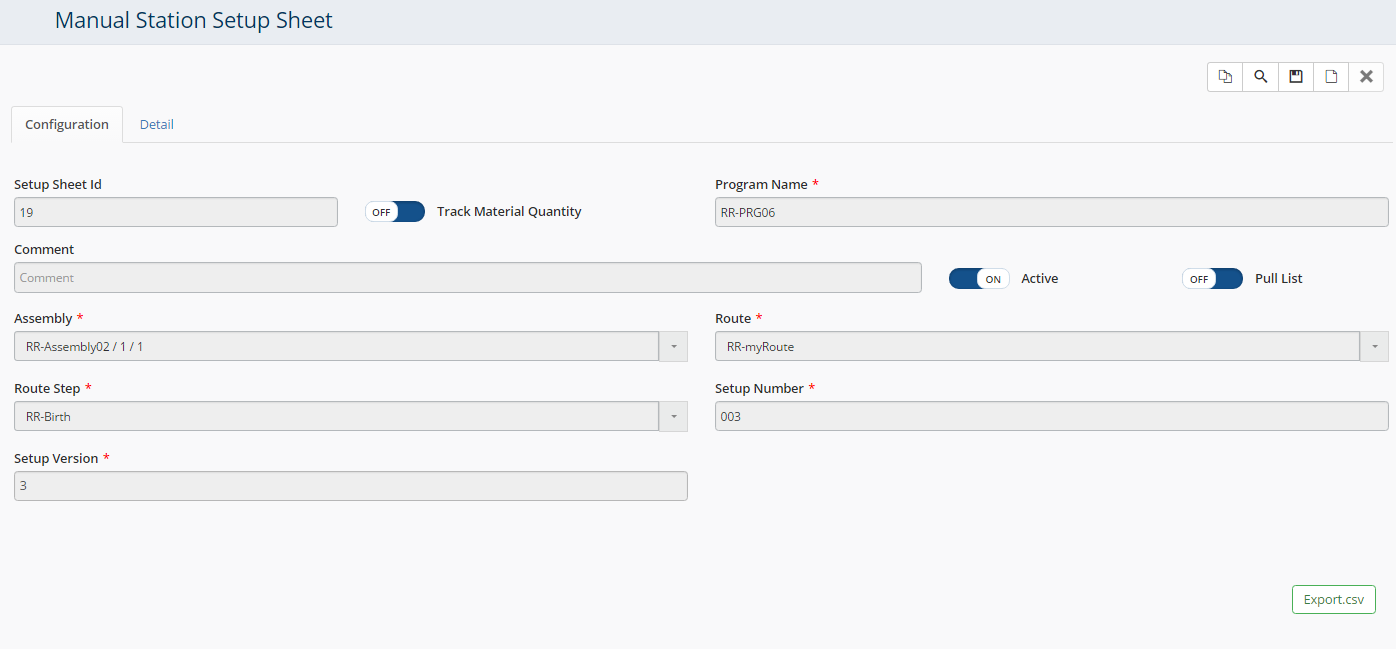 Manual Station Setup Sheet
Configuration Detail
Setup Sheet Id
19
OFF Track Material Quantity
Program Name *
RR-PRG06
Comment
Comment
ON Active
OFF Pull List
Assembly *
RR-Assembly02 / 1 / 1
Route *
RR-myRoute
Route Step *
RR-Birth
Setup Number *
003
Setup Version *
3
Export.csv